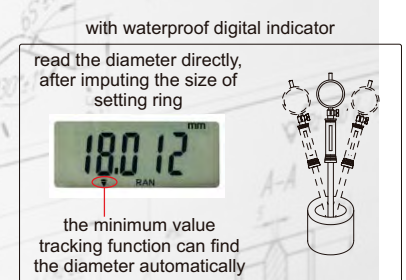 with waterproof digital indicator
read the diameter directly,
after imputing the size of
setting ring
mm
18.012
RAN
the minimum value
tracking function can find
the diameter automatically
A-A